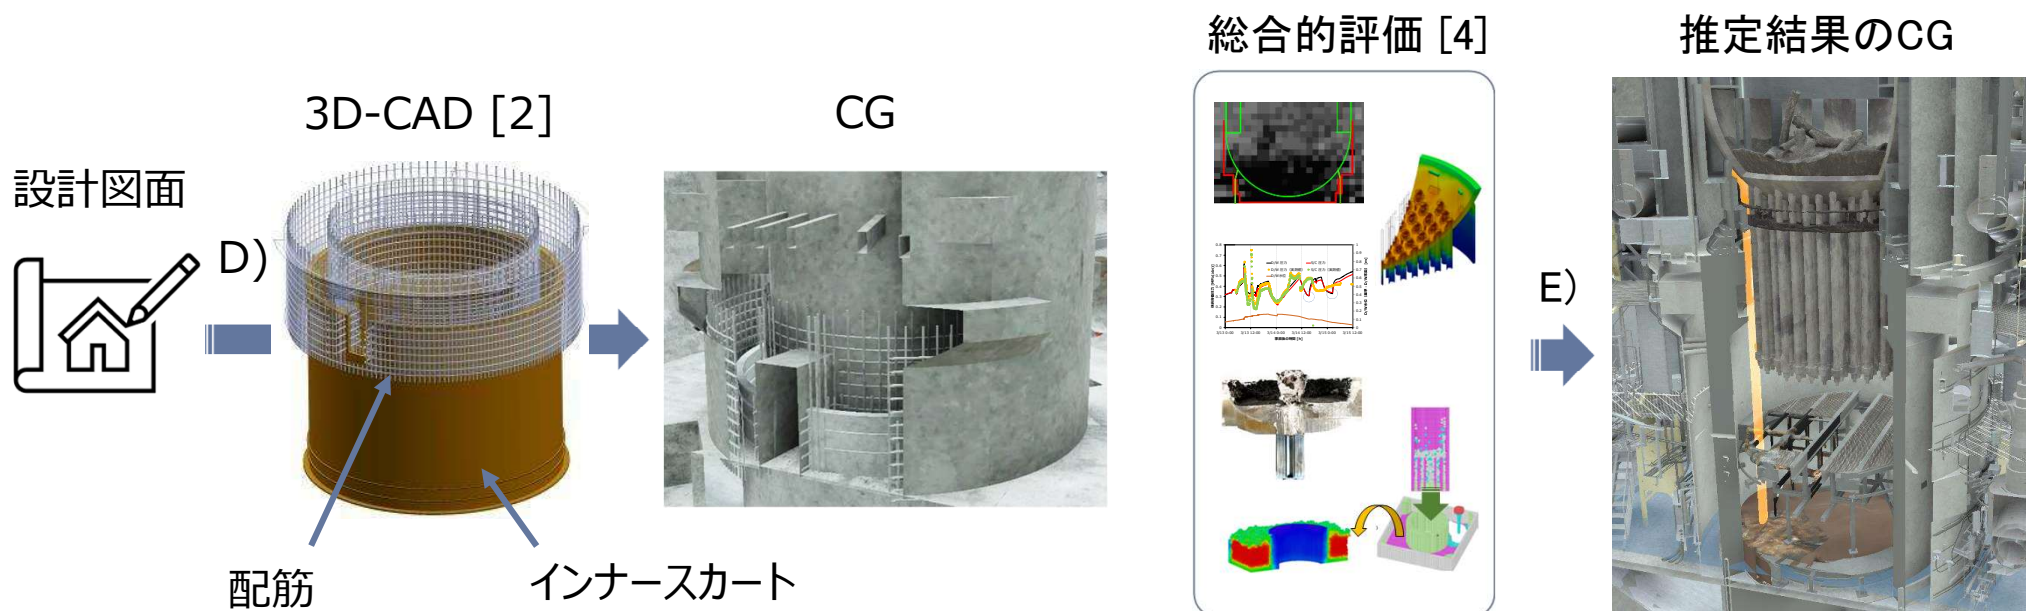 総合的評価 [4]
推定結果のCG
3D-CAD [2]
CG
設計図面
D)
E)
配筋
インナースカート